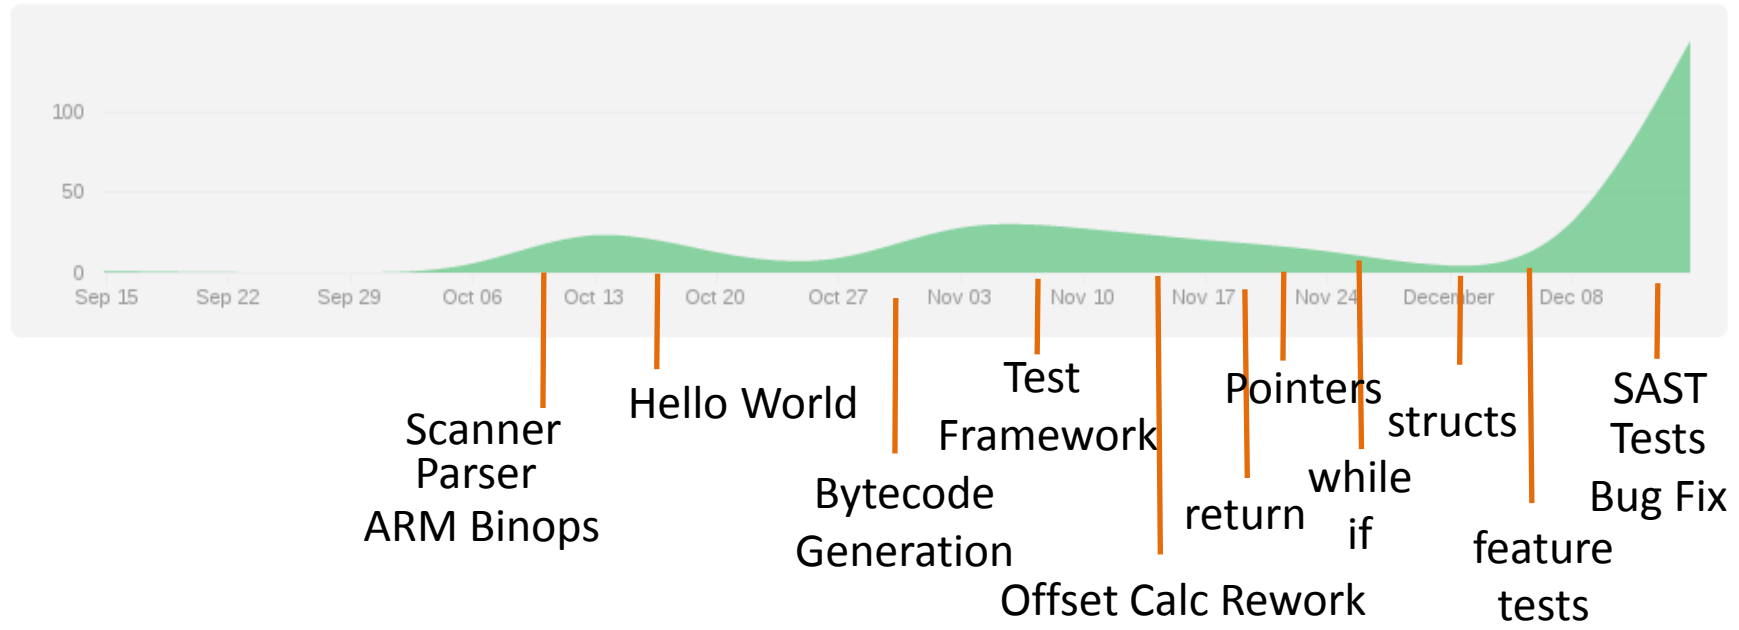 100
50
0
Sep 15 Sep 22 Sep 29 Oct 06 Oct 13 Oct 20 Oct 27 Nov 03 Nov 10 Nov 17 Nov 24 December Dec 08
Scanner
Parser
ARM Binops
Hello World
Bytecode
Generation
Test
Framework
Offset Calc Rework
return
Pointers
while
if
structs
feature
tests
SAST
Tests
Bug Fix